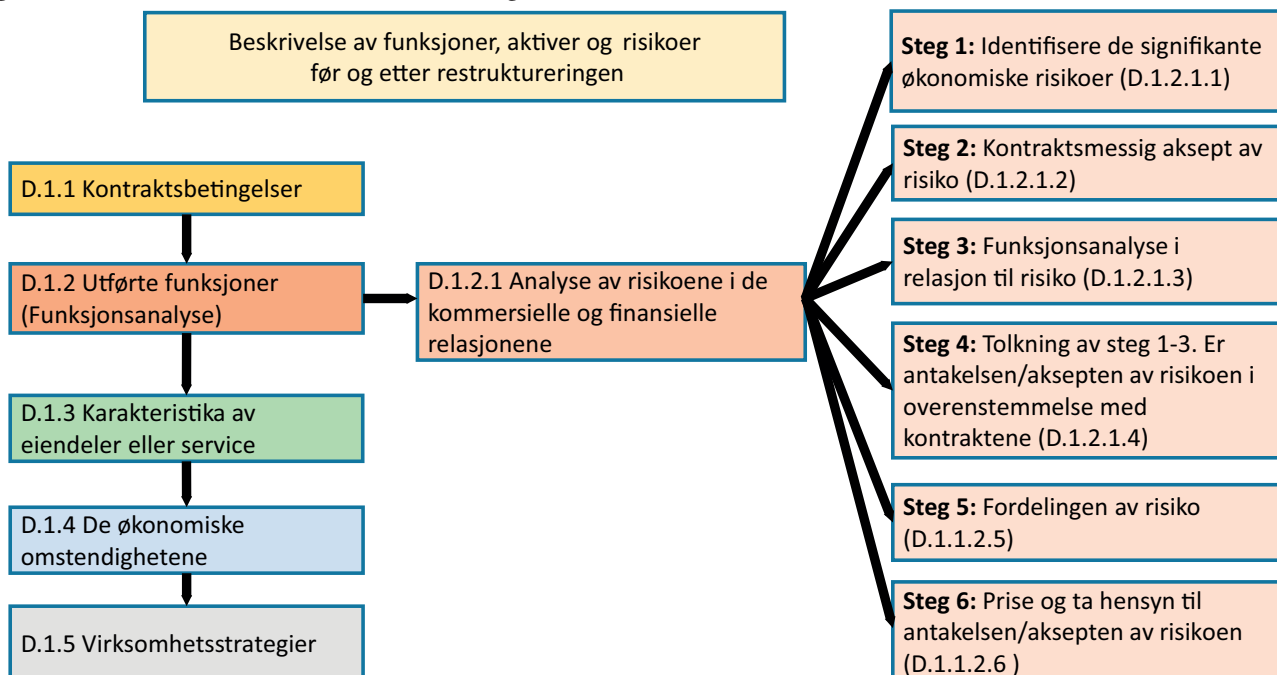 Beskrivelse av funksjoner, aktiver og risikoer
før og etter restruktureringen
D.1.1 Kontraktsbetingelser
D.1.2 Utførte funksjoner
(Funksjonsanalyse)
D.1.3 Karakteristika av
eiendeler eller service
D.1.4 De økonomiske
omstendighetene
D.1.5 Virksomhetsstrategier
D.1.2.1 Analyse av risikoene i de
kommersielle og finansielle
relasjonene
Steg 1: Identifisere de signifikante
økonomiske risikoer (D.1.2.1.1)
Steg 2: Kontraktsmessig aksept av
risiko (D.1.2.1.2)
Steg 3: Funksjonsanalyse i
relasjon til risiko (D.1.2.1.3)
Steg 4: Tolkning av steg 1-3. Er
antakelsen/aksepten av risikoen i
overenstemmelse med
kontraktene (D.1.2.1.4)
Steg 5: Fordelingen av risiko
(D.1.1.2.5)
Steg 6: Prise og ta hensyn til
antakelsen/aksepten av risikoen
(D.1.1.2.6 )